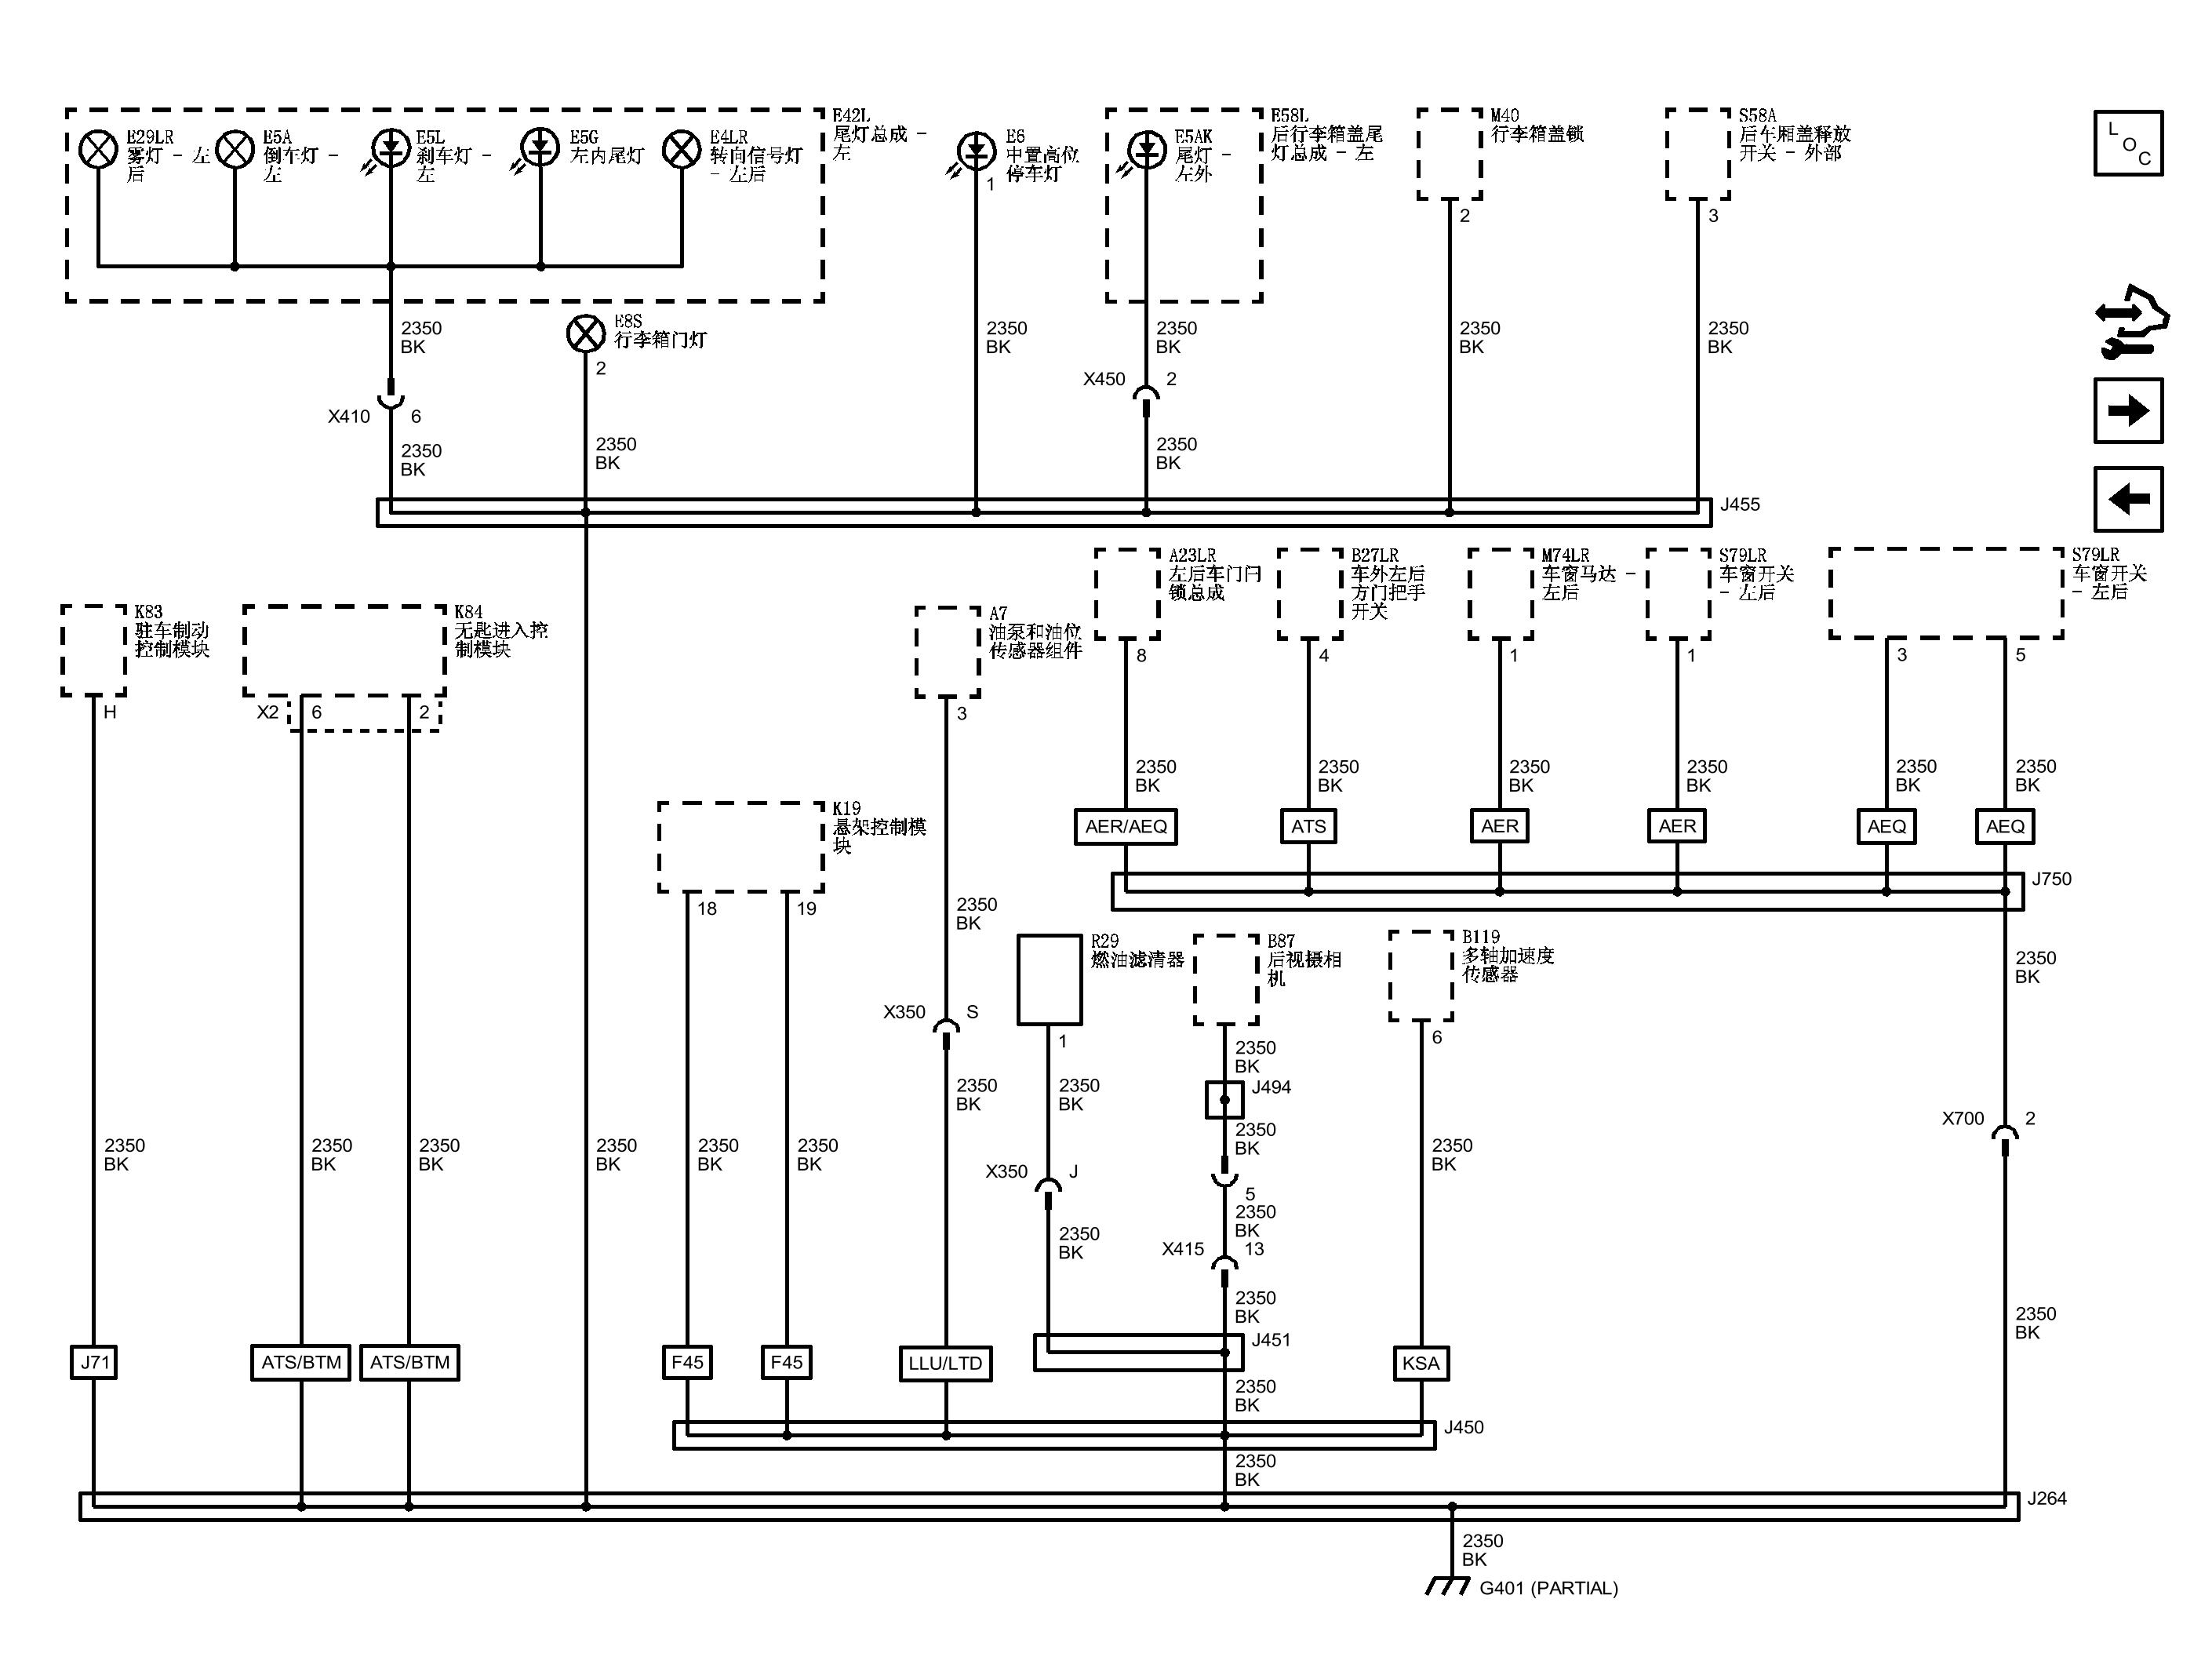 E29LR
雾灯 - 左
后
E5A
倒车灯 -
左
E5L
刹车灯 -
左
E5G
左内尾灯
E4LR
转向信号灯
- 左后
E42L
尾灯总成 -
左
E6
中置高位
停车灯
1
E5AK
尾灯 -
左外
E58L
后行李箱盖尾
灯总成 - 左
M40
行李箱盖锁
2
S58A
后车厢盖释放
开关 - 外部
3
L
O
C
2350
BK
E8S
行李箱门灯
2
2350
BK
2350
BK
2350
BK
2350
BK
X410
6
X450
2
2350
BK
2350
BK
2350
BK
J455
K83
驻车制动
控制模块
H
K84
无匙进入控
制模块
X2
6
2
A7
油泵和油位
传感器组件
3
A23LR
左后车门闩
锁总成
8
B27LR
车外左后
方门把手
开关
4
M74LR
车窗马达 -
左后
1
S79LR
车窗开关
- 左后
1
S79LR
车窗开关
- 左后
3
5
2350
BK
2350
BK
2350
BK
2350
BK
2350
BK
2350
BK
AER/AEQ
ATS
AER
AER
AEQ
AEQ
J750
K19
悬架控制模
块
18
19
2350
BK
R29
燃油滤清器
1
B87
后视摄相
机
B119
多轴加速度
传感器
6
2350
BK
X350
S
2350
BK
2350
BK
2350
BK
J494
2350
BK
X700
2
2350
BK
2350
BK
2350
BK
2350
BK
2350
BK
2350
BK
2350
BK
X350
J
5
2350
BK
2350
BK
X415
13
2350
BK
2350
BK
J451
J71
ATS/BTM
ATS/BTM
F45
F45
LLU/LTD
KSA
2350
BK
J450
2350
BK
J264
2350
BK
G401 (PARTIAL)